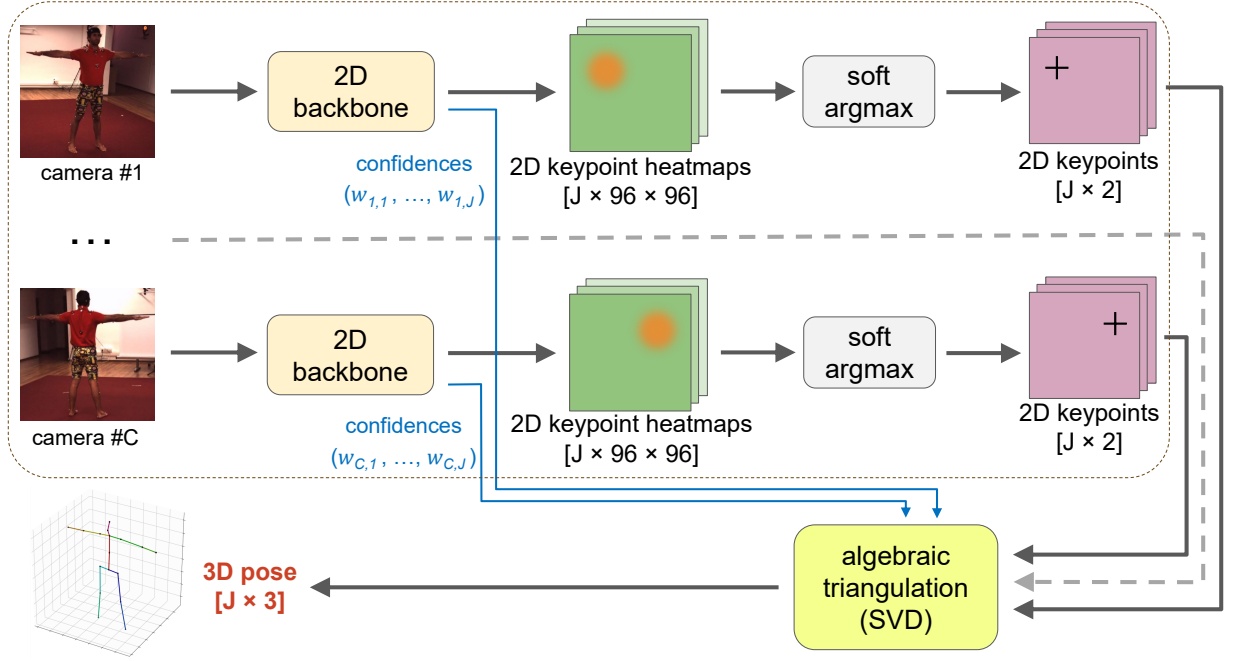 2D
backbone
soft
argmax
camera #1
confidences
(w1,1 , …, w1,J )
2D keypoint heatmaps
[J × 96 × 96]
2D keypoints
[J × 2]
...
2D
backbone
soft
argmax
camera #C
confidences
(wC,1 , …, wC,J )
2D keypoint heatmaps
[J × 96 × 96]
2D keypoints
[J × 2]
3D pose
[J × 3]
algebraic
triangulation
(SVD)